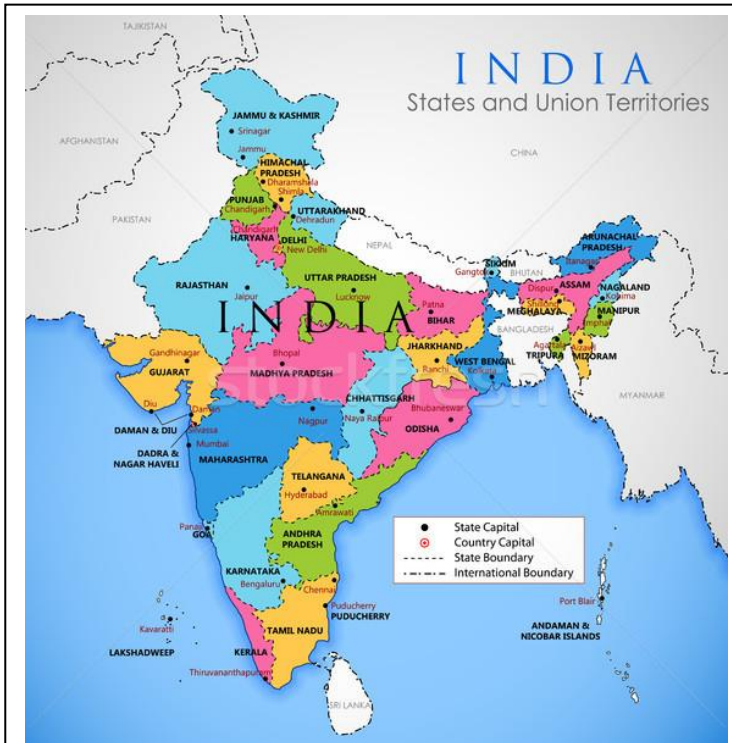 TAJIKISTAN
INDIA
States and Union Territories
AFGHANISTAN
JAMMU & KASHMIR
Srinagar
Jammu
CHINA
HIMACHAL
PRADESH
Dharamshala
Shimla
PUNJAB
Chandigarh
UTTARAKHAND
Dehradun
PAKISTAN
Chandigarh
HARYANA
DELHI
New Delhi
NEPAL
ARUNACHAL
PRADESH
Itanagar
SIKKIM
Gangtok
BHUTAN
RAJASTHAN
Jaipur
UTTAR PRADESH
Lucknow
ASSAM
Dispur
NAGALAND
Kohima
INDIA
Patna
BIHAR
MEGHALAYA
Shillong
MANIPUR
Imphal
BANGLADESH
Gandhinagar
GUJARAT
Bhopal
MADHYA PRADESH
JHARKHAND
Ranchi
WEST BENGAL
Kolkata
Agartala
TRIPURA
Aizawl
MIZORAM
stockfresh
MYANMAR
Diu
Daman
DAMAN & DIU
Silvassa
CHHATTISGARH
Naya Raipur
Bhubaneswar
ODISHA
Nagpur
DADRA &
NAGAR HAVELI
Mumbai
MAHARASHTRA
TELANGANA
Hyderabad
Amrawati
Panaji
GOA
ANDHRA
PRADESH
State Capital
Country Capital
State Boundary
International Boundary
KARNATAKA
Bengaluru
Chennai
Puducherry
PUDUCHERRY
Port Blair
ANDAMAN &
NICOBAR ISLANDS
Kavaratti
LAKSHADWEEP
KERALA
TAMIL NADU
Thiruvananthapuram
SRI LANKA